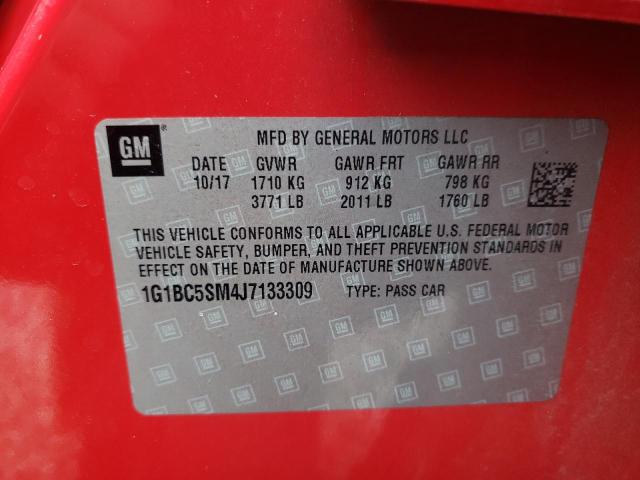 GM ® MFD BY GENERAL MOTORS LLC
DATE GVWR GAWR FRT GAWR RR
10/17 1710 KG 912 KG 798 KG
3771 LB 2011 LB 1760 LB
THIS VEHICLE CONFORMS TO ALL APPLICABLE U.S. FEDERAL MOTOR
VEHICLE SAFETY, BUMPER, AND THEFT PREVENTION STANDARDS IN
EFFECT ON THE DATE OF MANUFACTURE SHOWN ABOVE.
1G1BC5SM4J7133309 TYPE: PASS CAR